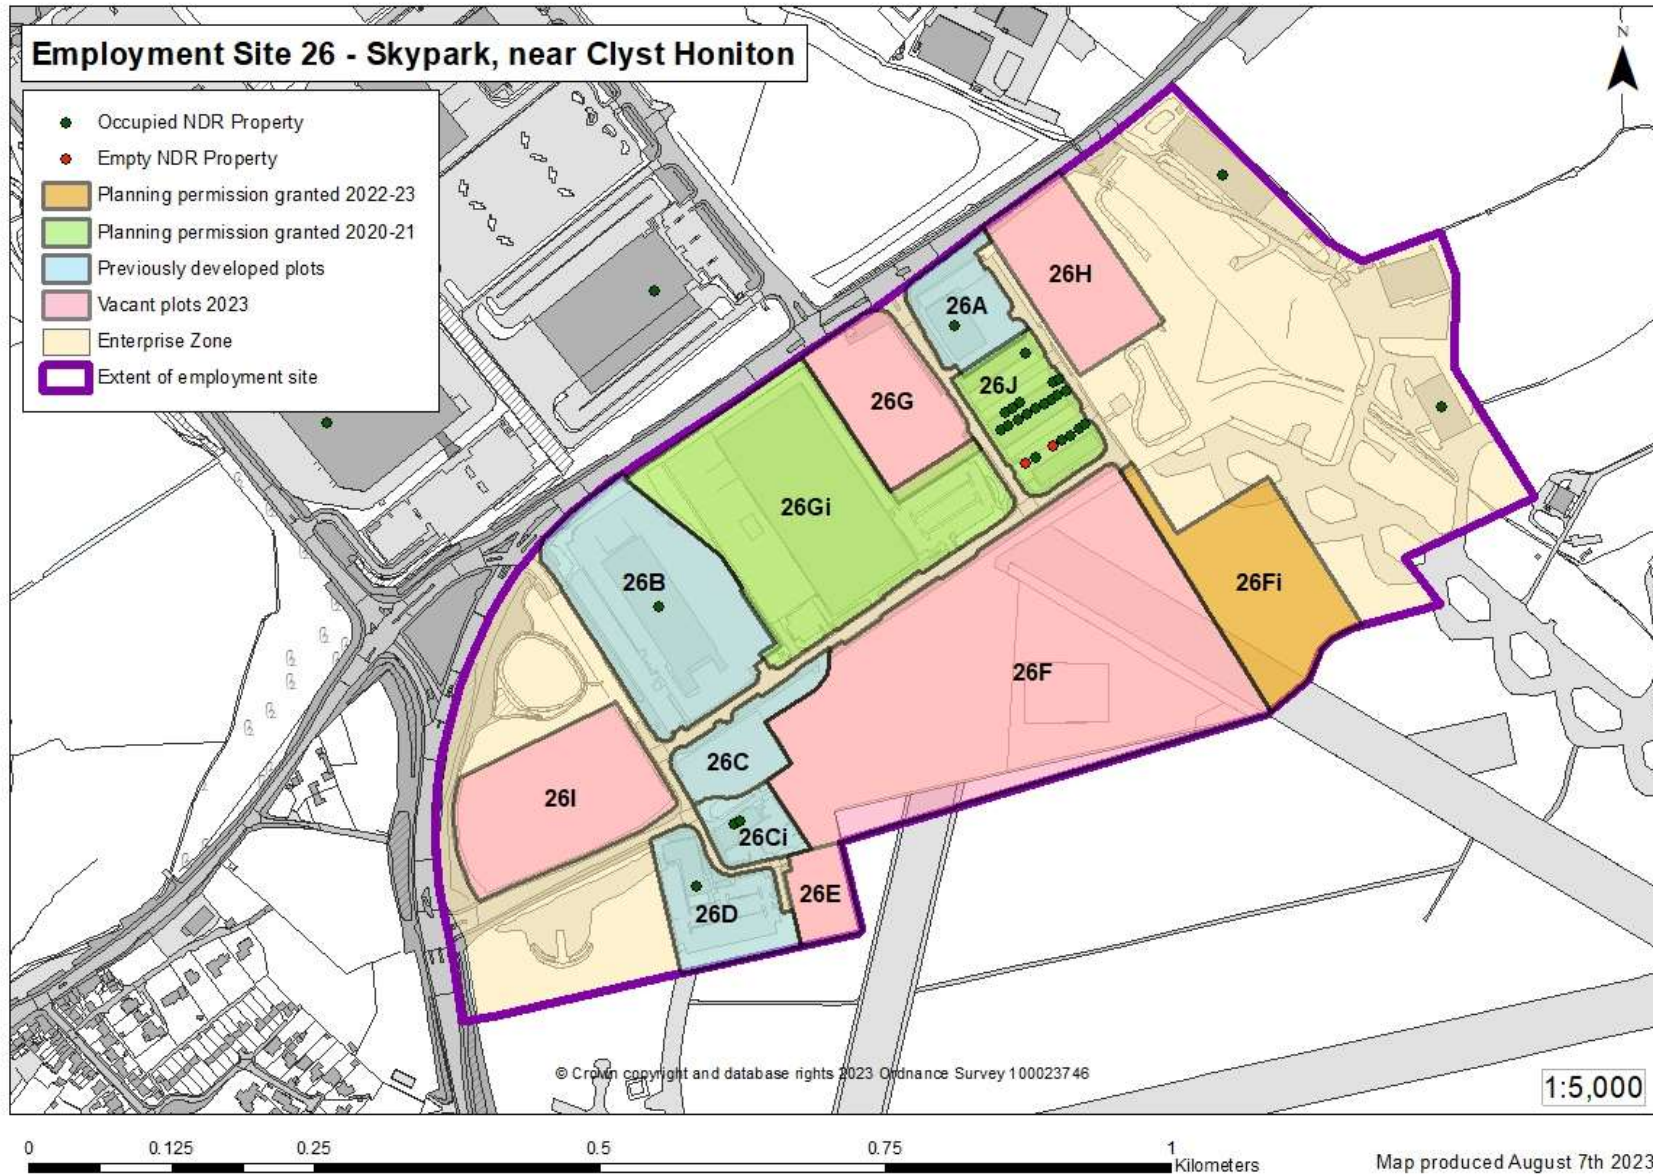 Employment Site 26 - Skypark, near Clyst Honiton
N
Occupied NDR Property
Empty NDR Property
Planning permission granted 2022-23
Planning permission granted 2020-21
Previously developed plots
Vacant plots 2023
Enterprise Zone
Extent of employment site
26H
26A
26J
26G
26Gi
26B
26Fi
26F
26C
26I
26Ci
26E
26D
© Crown copyright and database rights 2023 Ordnance Survey 100023746
1:5,000
0 0.125 0.25 0.5 0.75 1
Kilometers
Map produced August 7th 2023